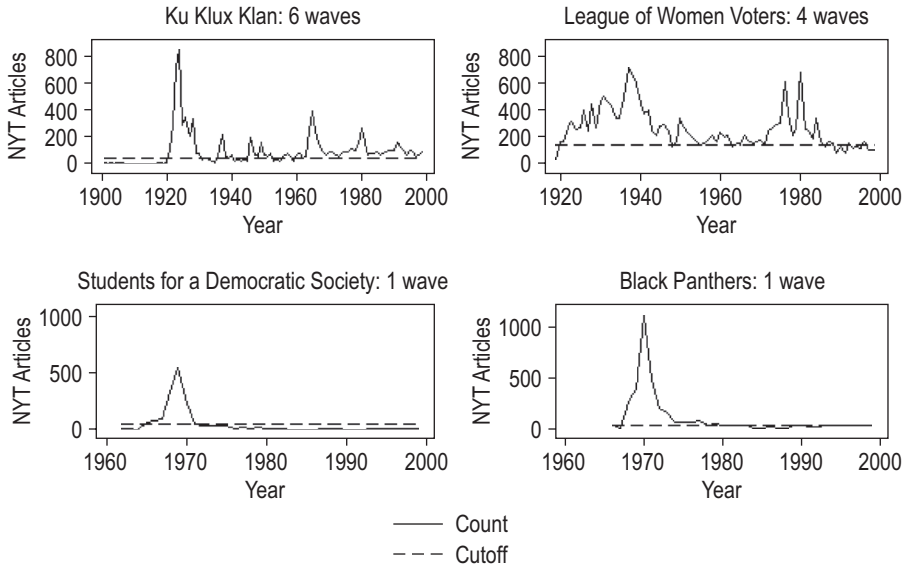 Ku Klux Klan: 6 waves
NYT Articles
800
600
400
200
0
1900 1920 1940 1960 1980 2000
Year
League of Women Voters: 4 waves
NYT Articles
800
600
400
200
0
1920 1940 1960 1980 2000
Year
Students for a Democratic Society: 1 wave
NYT Articles
1000
500
0
1960 1970 1980 1990 2000
Year
Black Panthers: 1 wave
NYT Articles
1000
500
0
1960 1970 1980 1990 2000
Year
Count
Cutoff